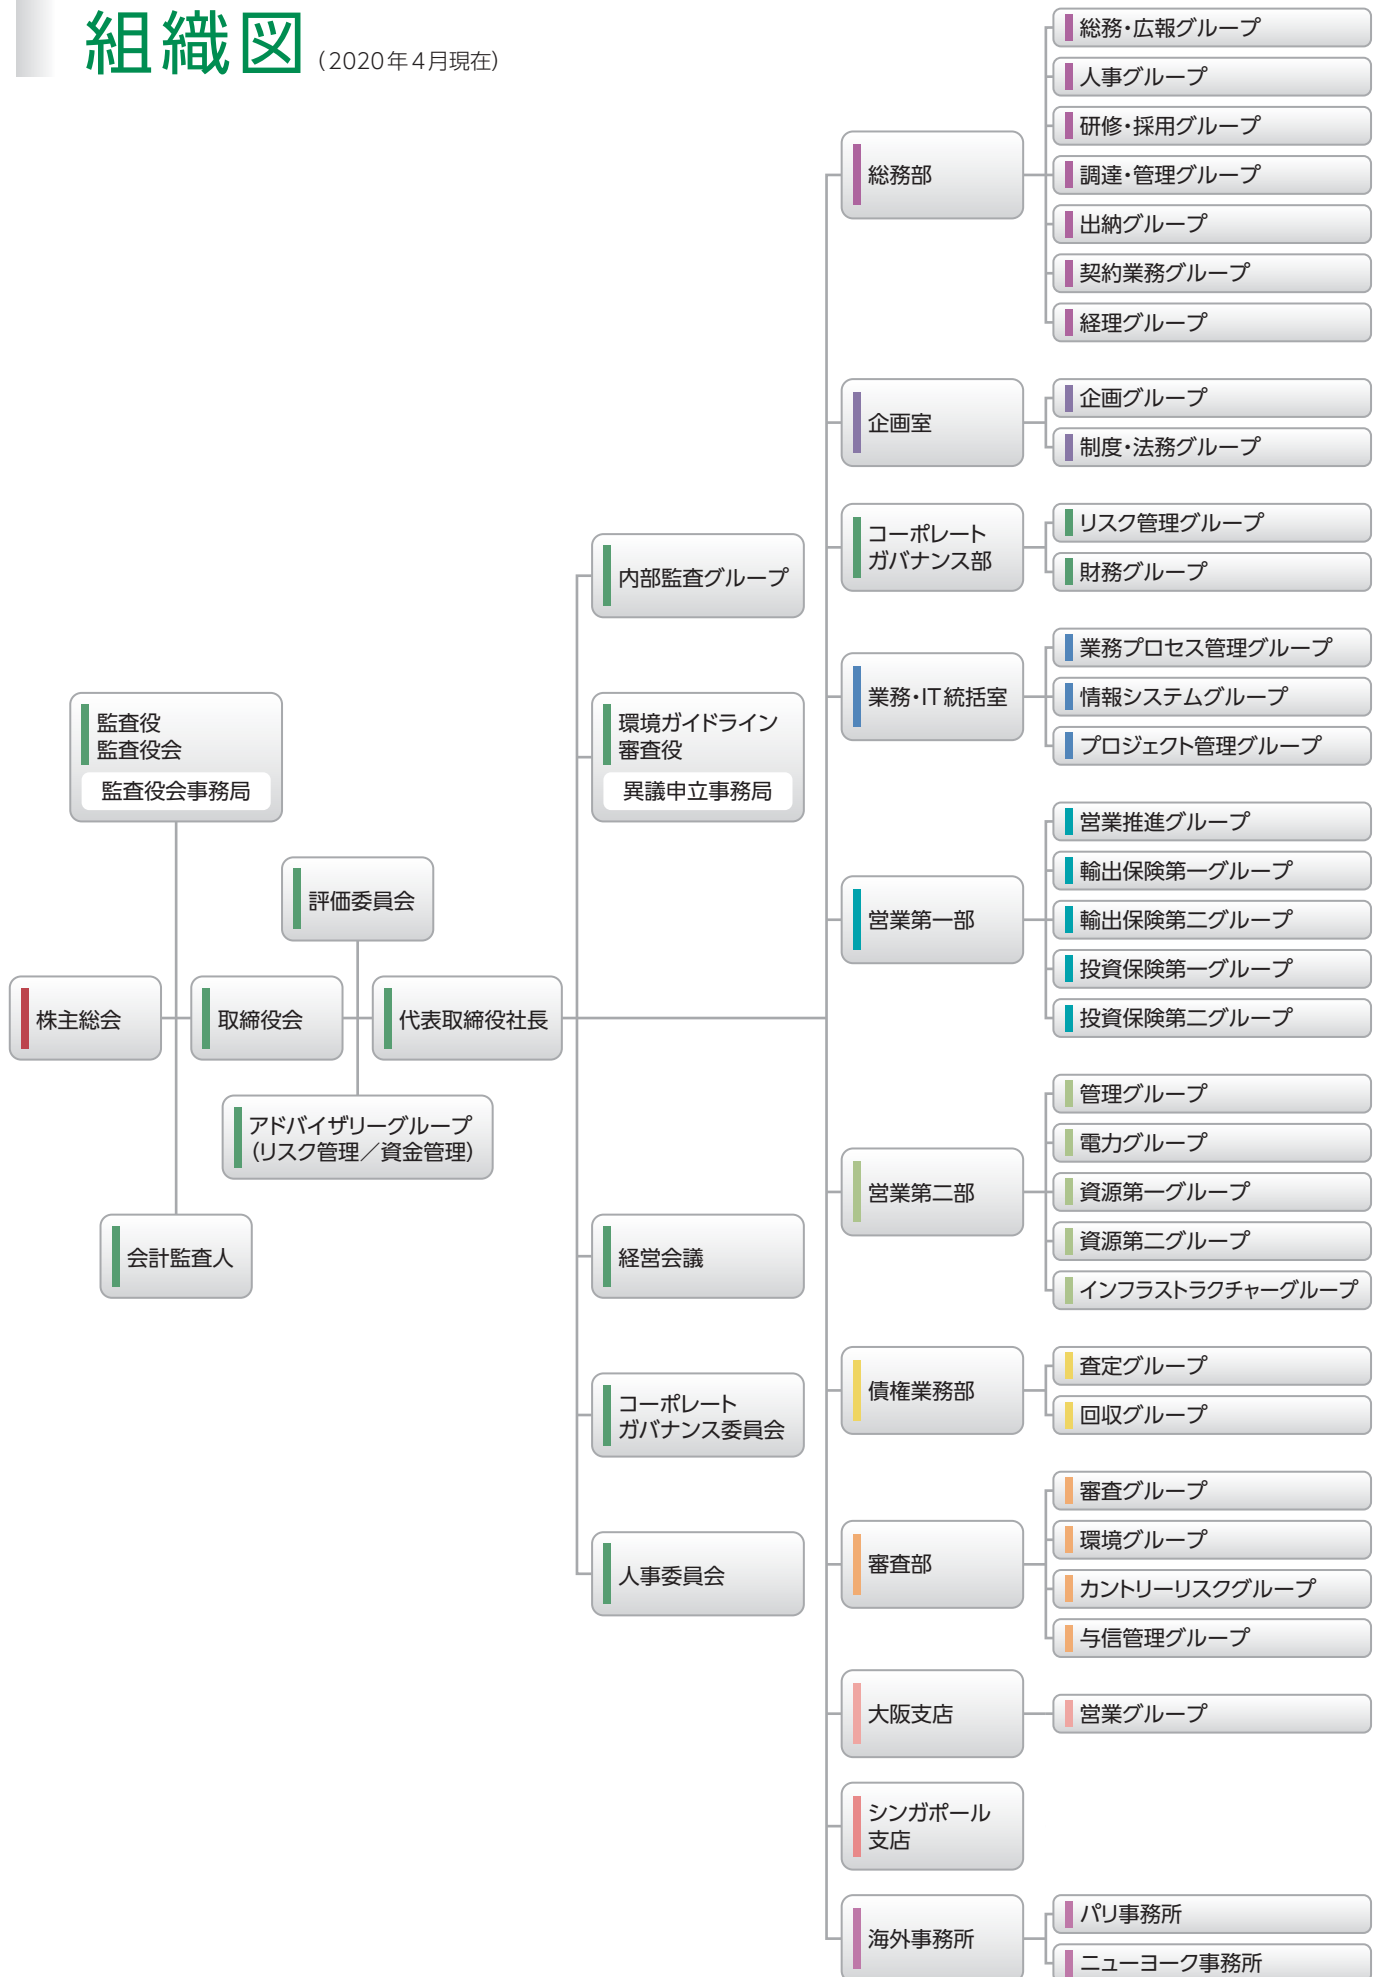 組織図（2020年4月現在）
監査役
監査役会
監査役会事務局
株主総会
取締役会
評価委員会
代表取締役社長
アドバイザリーグループ
（リスク管理／資金管理）
会計監査人
内部監査グループ
環境ガイドライン
審査役
異議申立事務局
経営会議
コーポレート
ガバナンス委員会
人事委員会
総務部
総務・広報グループ
人事グループ
研修・採用グループ
調達・管理グループ
出納グループ
契約業務グループ
経理グループ
企画室
企画グループ
制度・法務グループ
コーポレート
ガバナンス部
リスク管理グループ
財務グループ
業務・IT統括室
業務プロセス管理グループ
情報システムグループ
プロジェクト管理グループ
営業第一部
営業推進グループ
輸出保険第一グループ
輸出保険第二グループ
投資保険第一グループ
投資保険第二グループ
営業第二部
管理グループ
電力グループ
資源第一グループ
資源第二グループ
インフラストラクチャーグループ
債権業務部
査定グループ
回収グループ
審査部
審査グループ
環境グループ
カントリーリスクグループ
与信管理グループ
大阪支店
営業グループ
シンガポール
支店
海外事務所
パリ事務所
ニューヨーク事務所